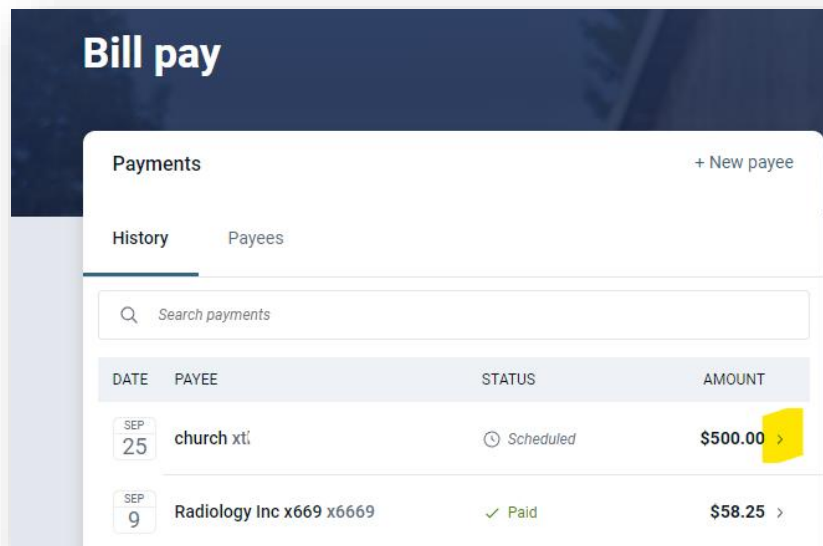 Bill pay
Payments + New payee
History Payees
Search payments
DATE PAYEE STATUS AMOUNT
SEP
25 church Scheduled $500.00 >
SEP
9 Radiology Inc x669 x6669 Paid $58.25 >